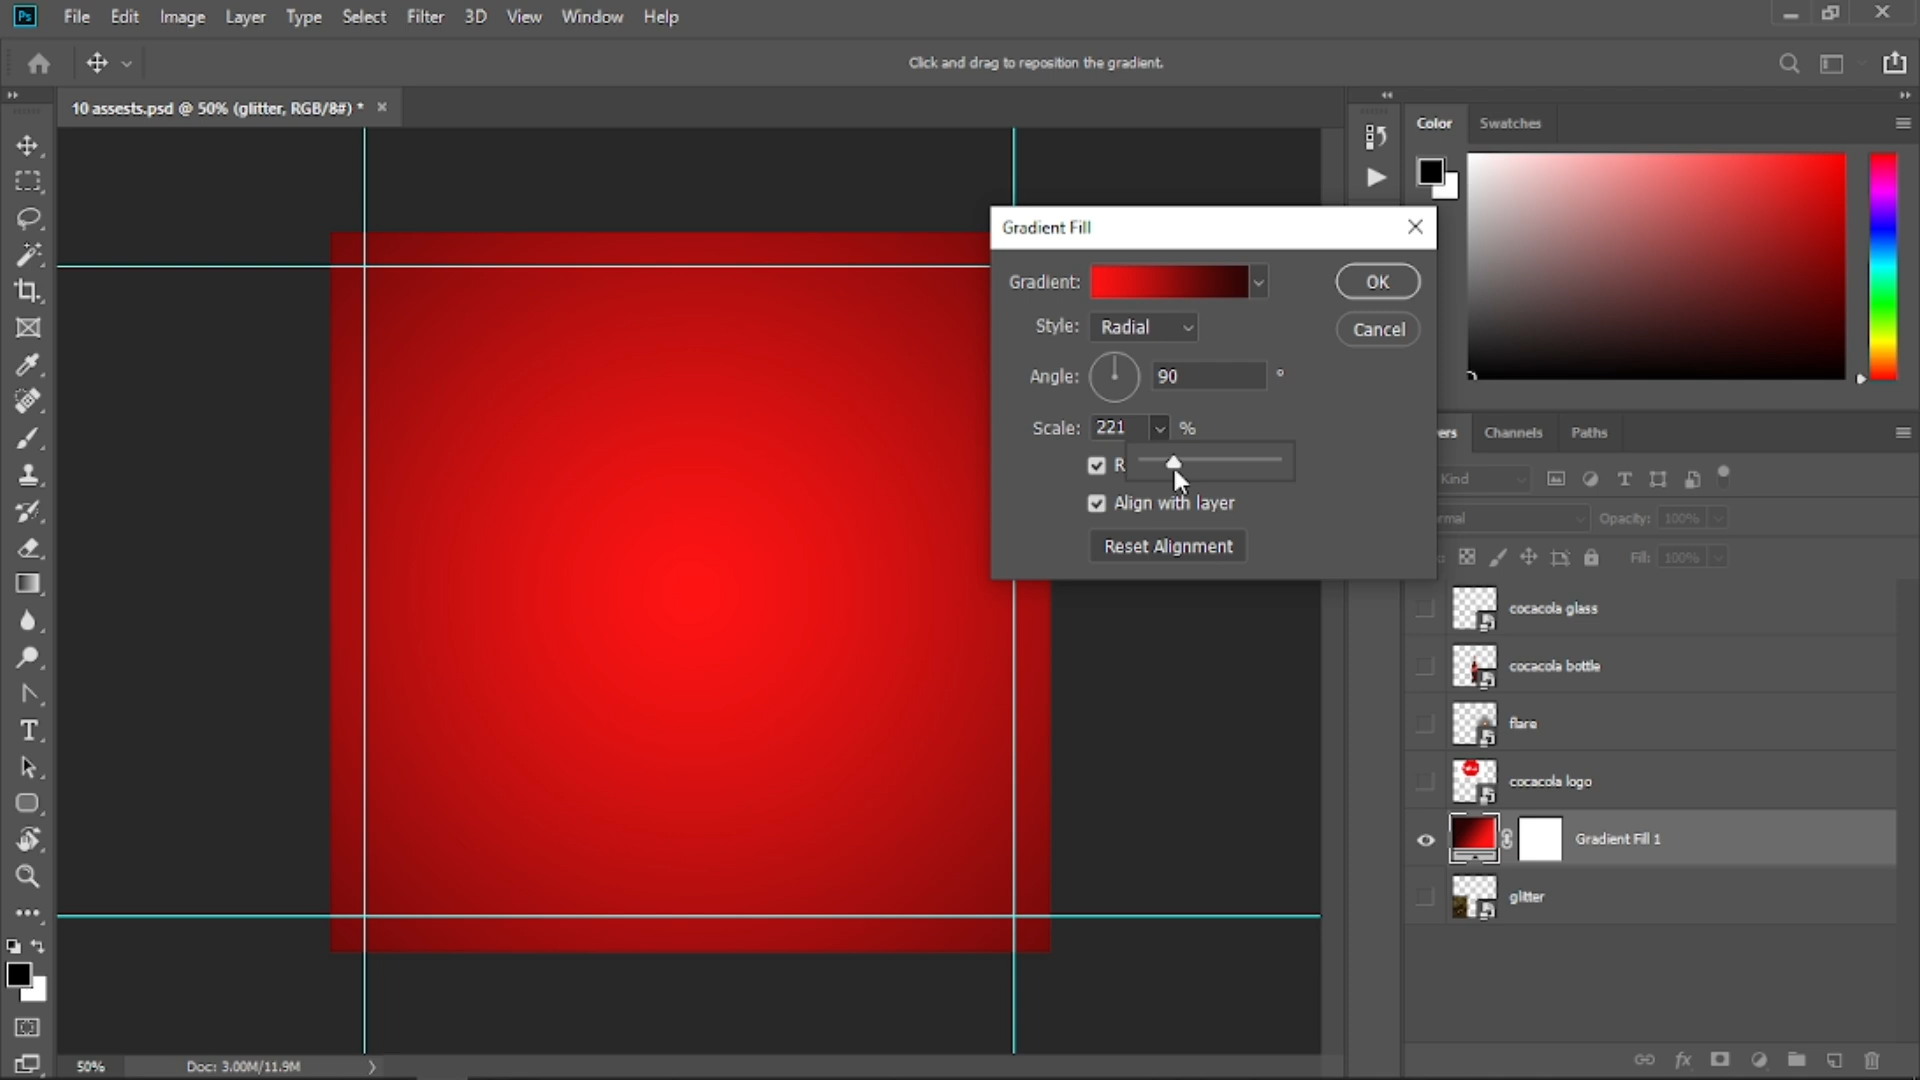 Ps File Edit Image Layer Type Select Filter 3D View Window Help
Click and drag to reposition the gradient.
10 assests.psd @ 50% (glitter, RGB/8#) *
Color Swatches
Gradient Fill
Gradient:
OK
Style: Radial
Cancel
Angle: 90 °
Scale: 221 %
R
Align with layer
Reset Alignment
ers Channels Paths
Kind
rmal Opacity: 100%
Fill: 100%
cocacola glass
cocacola bottle
flare
cocacola logo
Gradient Fill 1
glitter
50% Doc: 3.00M/11.9M
fx